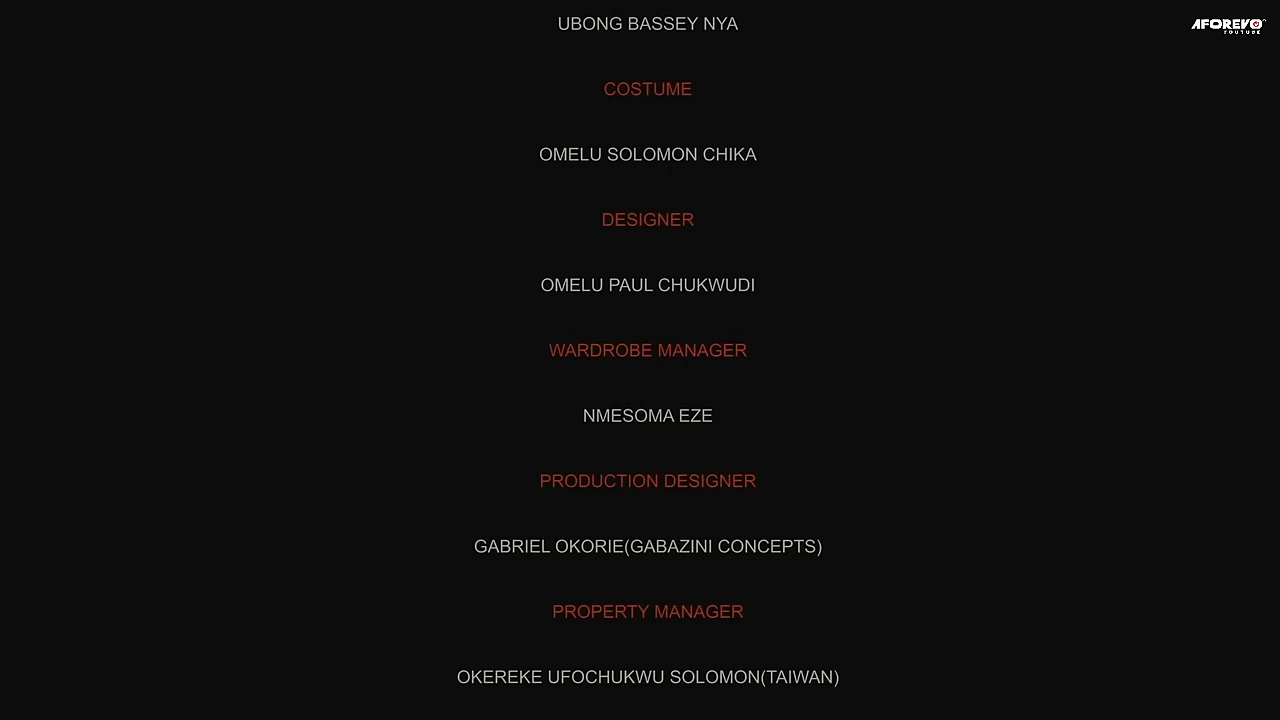 UBONG BASSEY NYA
AFOREVO
YOUTUBE
COSTUME
OMELU SOLOMON CHIKA
DESIGNER
OMELU PAUL CHUKWUDI
WARDROBE MANAGER
NMESOMA EZE
PRODUCTION DESIGNER
GABRIEL OKORIE(GABAZINI CONCEPTS)
PROPERTY MANAGER
OKEREKE UFOCHUKWU SOLOMON(TAIWAN)